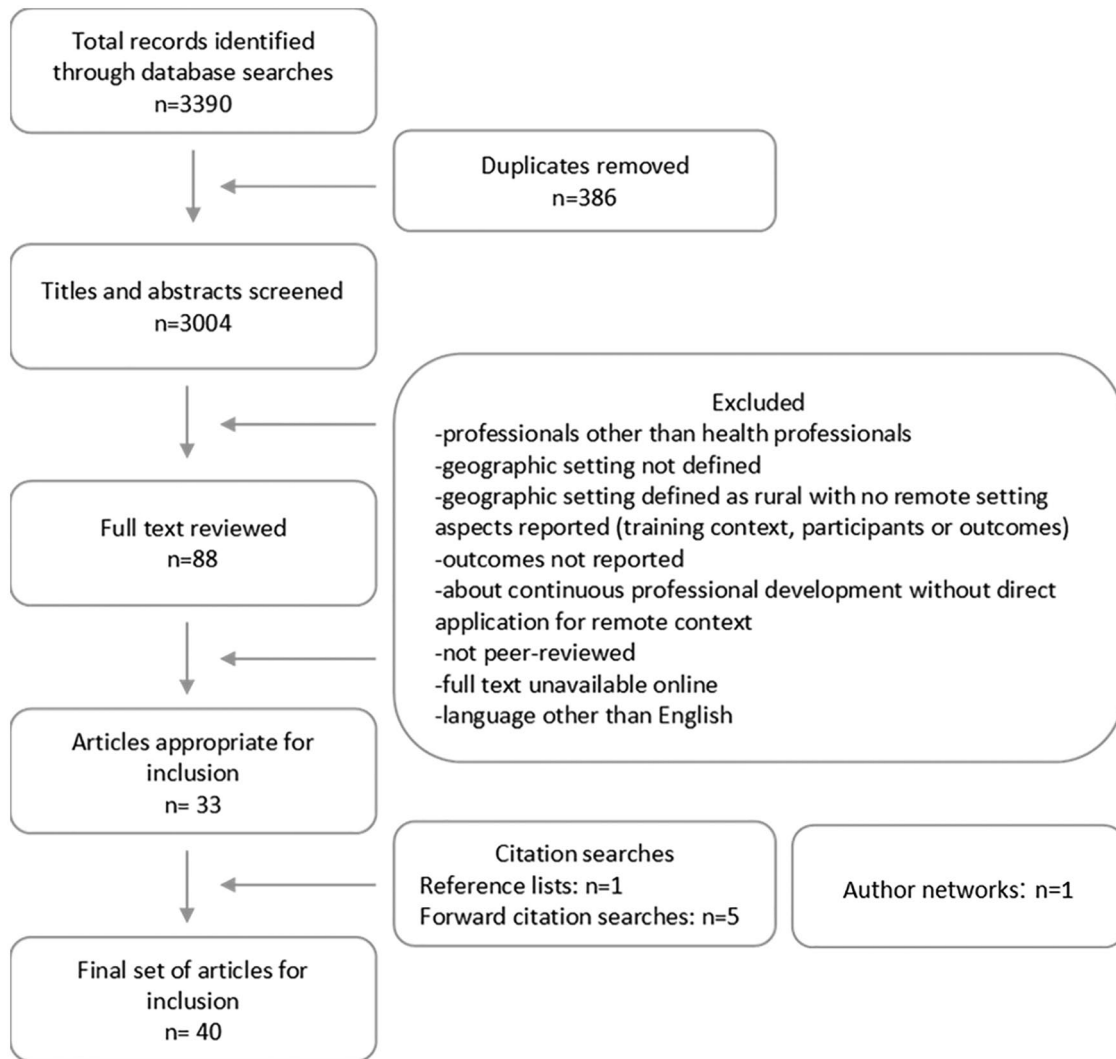 Total records identified
through database searches
n=3390
Duplicates removed
n=386
Titles and abstracts screened
n=3004
Excluded
-professionals other than health professionals
-geographic setting not defined
-geographic setting defined as rural with no remote setting
aspects reported (training context, participants or outcomes)
-outcomes not reported
-about continuous professional development without direct
application for remote context
-not peer-reviewed
-full text unavailable online
-language other than English
Full text reviewed
n=88
Articles appropriate for
inclusion
n= 33
Citation searches
Reference lists: n=1
Forward citation searches: n=5
Author networks: n=1
Final set of articles for
inclusion
n= 40